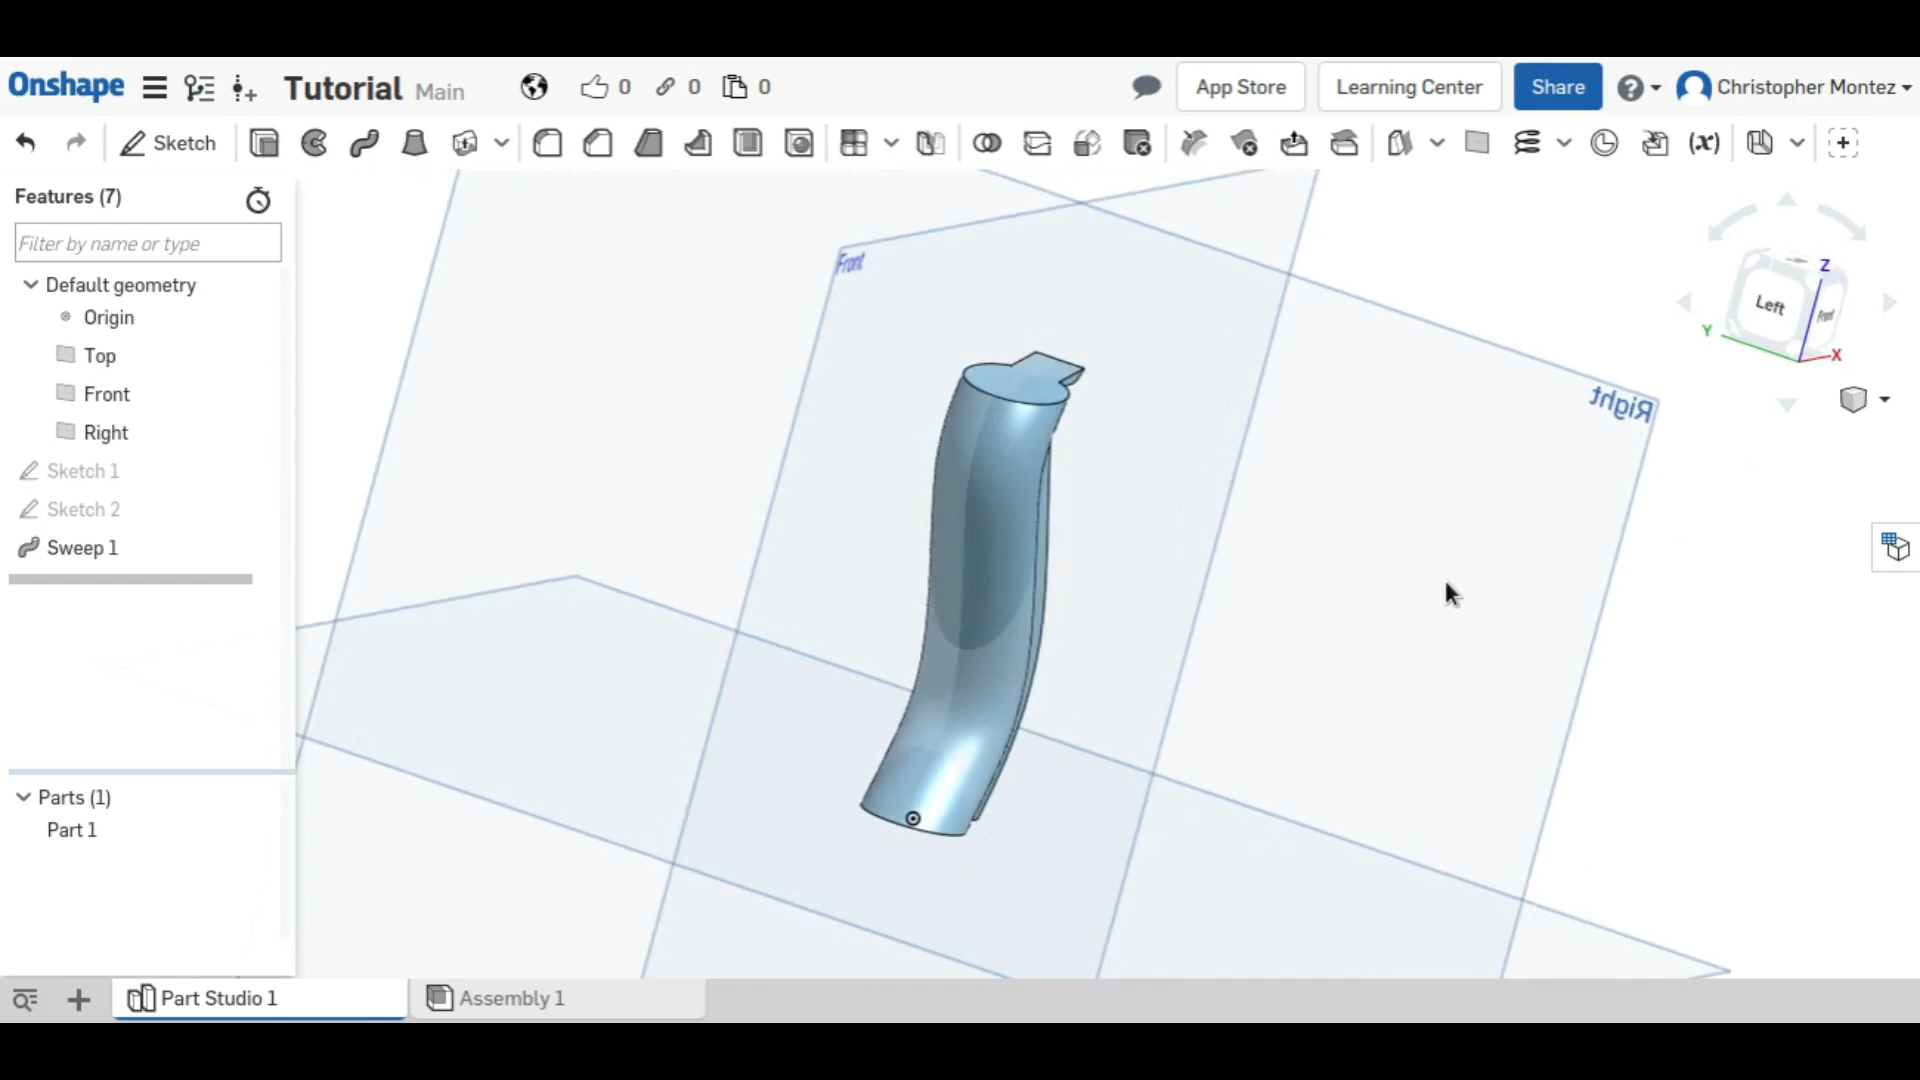 Onshape Tutorial Main 0 0 0 App Store Learning Center Share Christopher Montez
Sketch (x)
Features (7)
Filter by name or type
Default geometry
Origin
Top
Front
Right
Sketch 1
Sketch 2
Sweep 1
Parts (1)
Part 1
Front
Right
Z
Left
Front
Y
X
Part Studio 1
Assembly 1